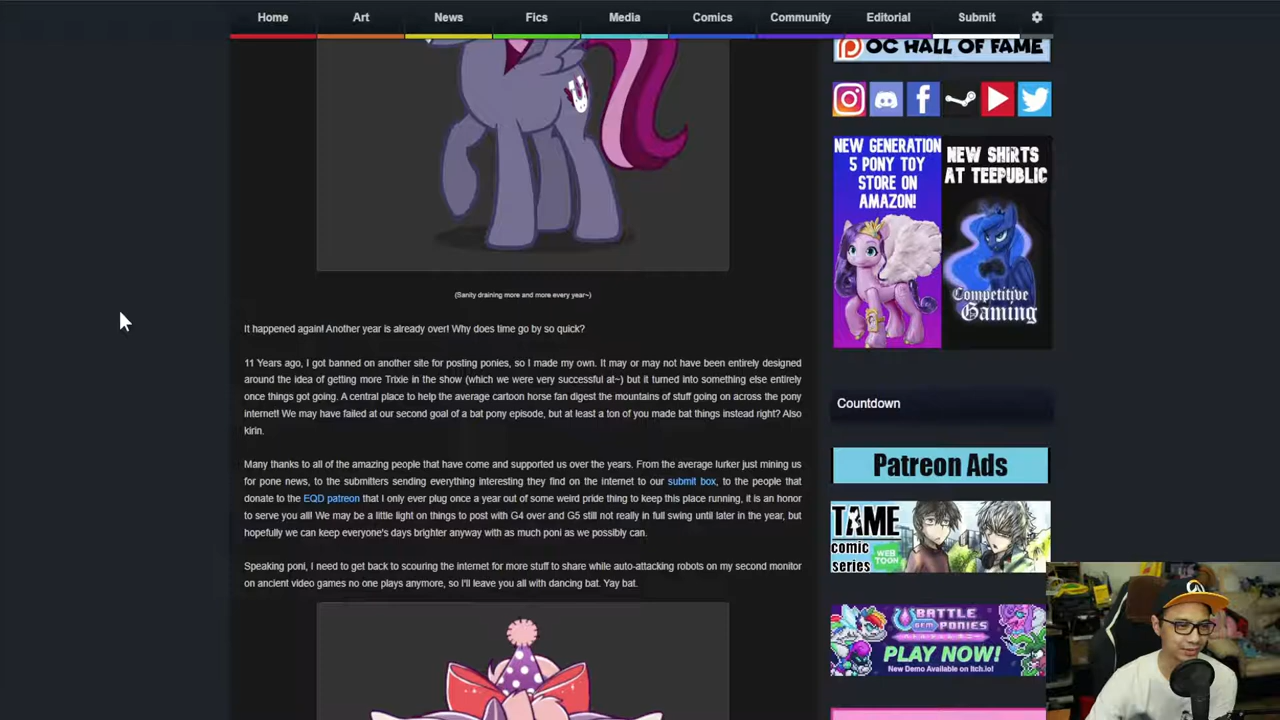 Home Art News Fics Media Comics Community Editorial Submit
OC HALL OF FAME
NEW GENERATION
5 PONY TOY
STORE ON
AMAZON!
NEW SHIRTS
AT TEEPUBLIC
Competitive
Gaming
(Sanity draining more and more every year~)
It happened again! Another year is already over! Why does time go by so quick?
11 Years ago, I got banned on another site for posting ponies, so I made my own. It may or may not have been entirely designed
around the idea of getting more Trixie in the show (which we were very successful at~) but it turned into something else entirely
once things got going. A central place to help the average cartoon horse fan digest the mountains of stuff going on across the pony
internet! We may have failed at our second goal of a bat pony episode, but at least a ton of you made bat things instead right? Also
kirin.
Many thanks to all of the amazing people that have come and supported us over the years. From the average lurker just mining us
for pone news, to the submitters sending everything interesting they find on the internet to our submit box, to the people that
donate to the EQD patreon that I only ever plug once a year out of some weird pride thing to keep this place running, it is an honor
to serve you all! We may be a little light on things to post with G4 over and G5 still not really in full swing until later in the year, but
hopefully we can keep everyone's days brighter anyway with as much poni as we possibly can.
Speaking poni, I need to get back to scouring the internet for more stuff to share while auto-attacking robots on my second monitor
on ancient video games no one plays anymore, so I'll leave you all with dancing bat. Yay bat.
Countdown
Patreon Ads
TAME
comic
series
WEB
TOON
BATTLE
GEM
PONIES
PLAY NOW!
New Demo Available on Itch.io!